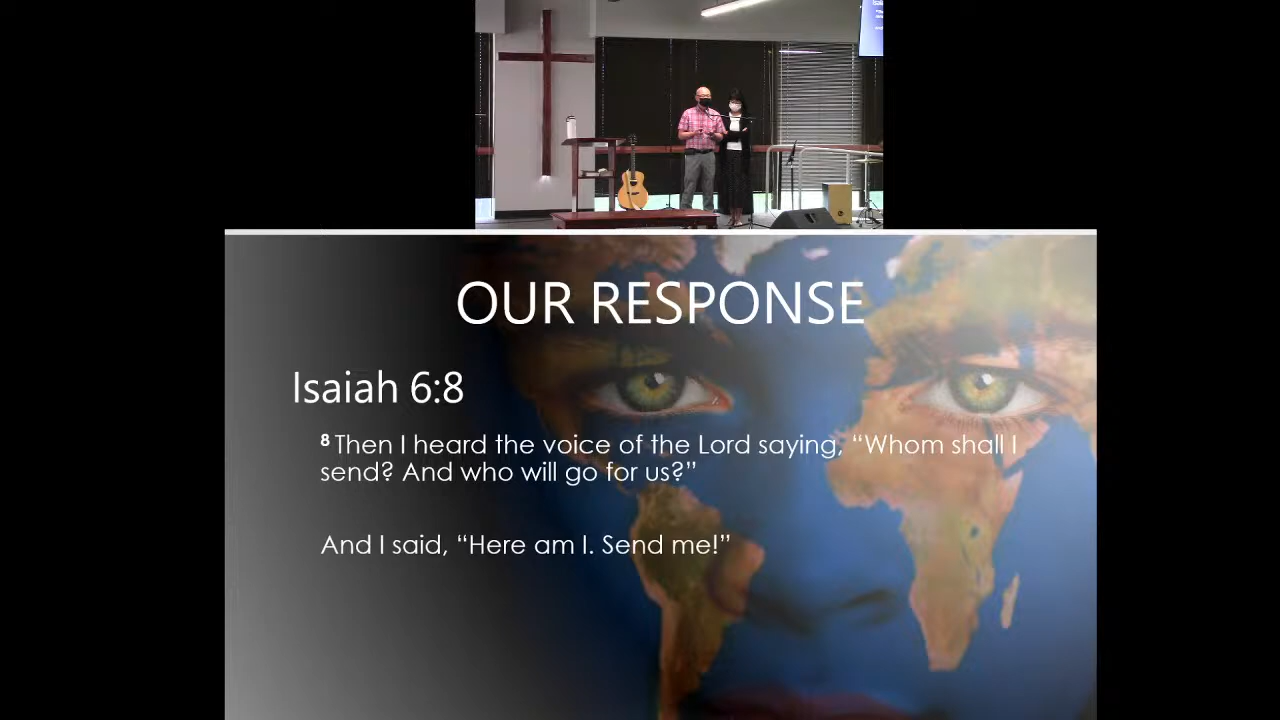 OUR RESPONSE
Isaiah 6:8
8 Then I heard the voice of the Lord saying, “Whom shall I
send? And who will go for us?”
And I said, “Here am I. Send me!”